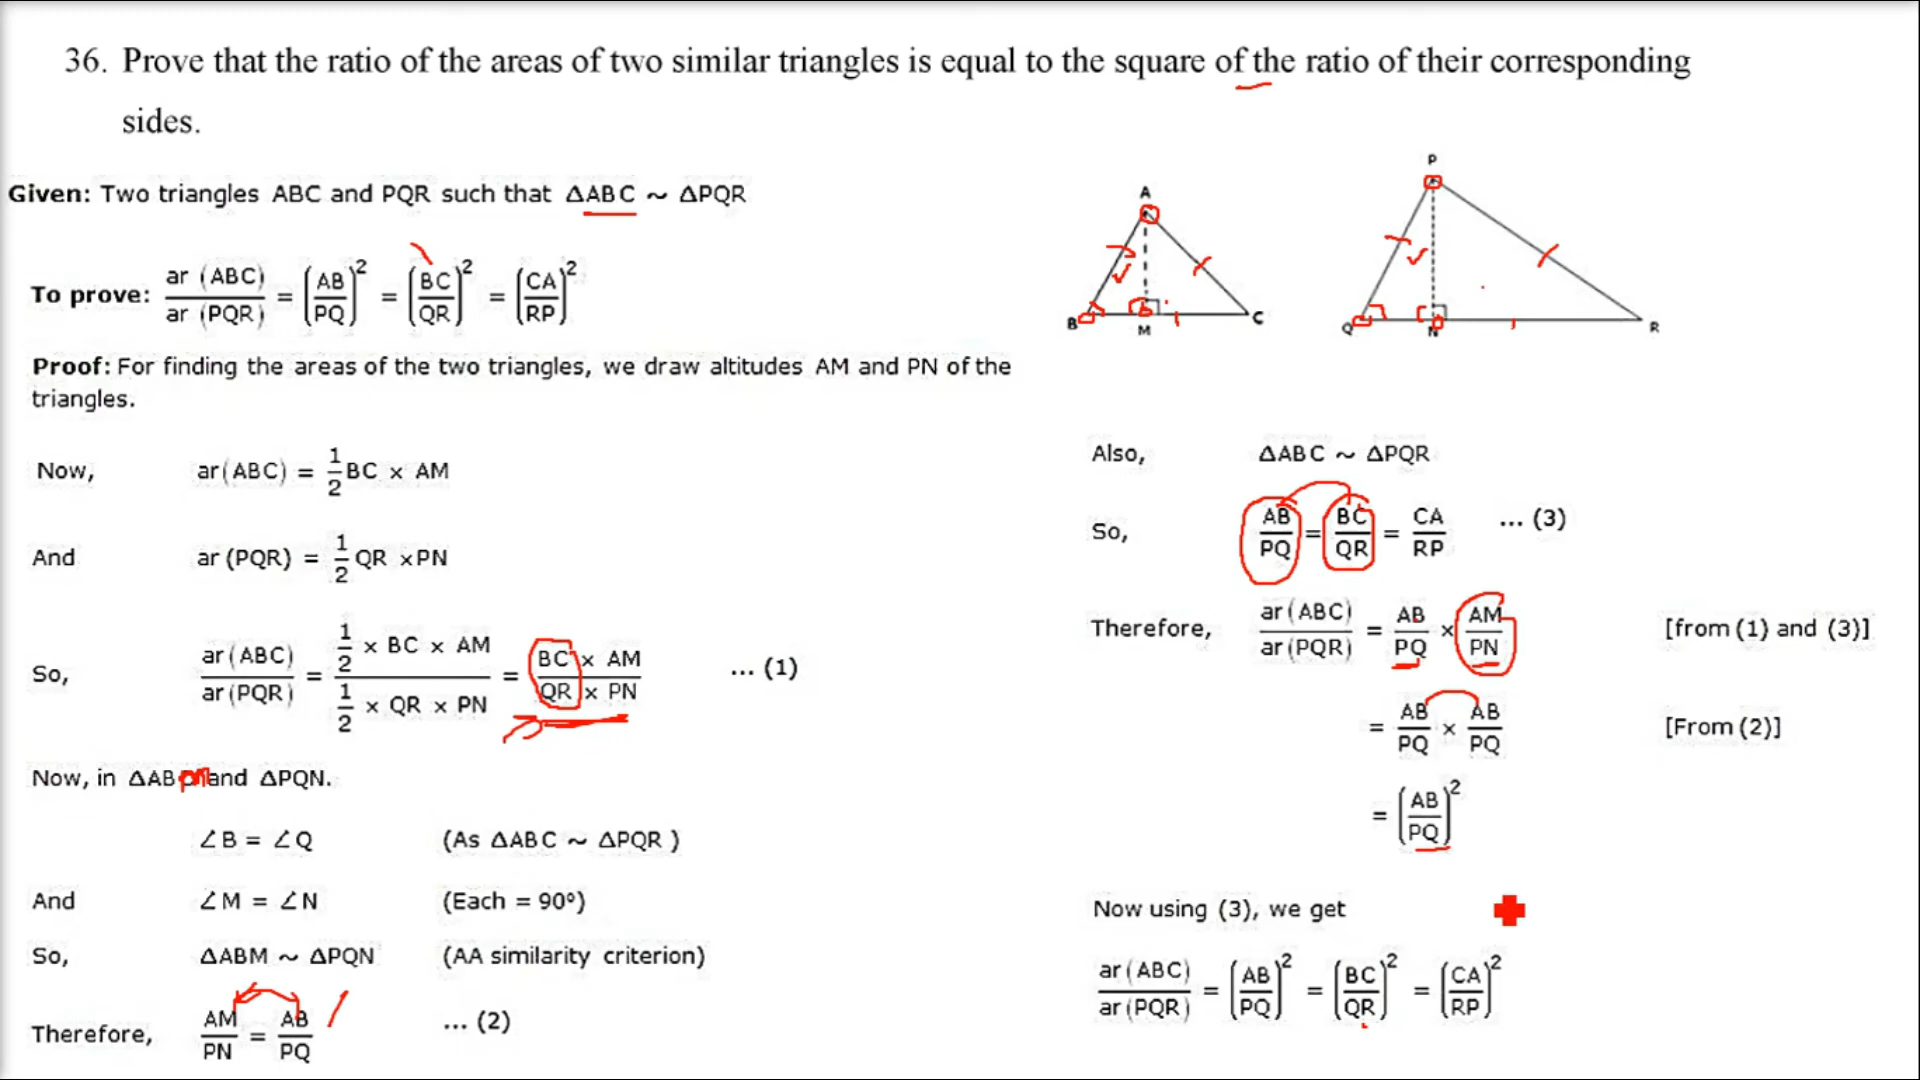 36. Prove that the ratio of the areas of two similar triangles is equal to the square of the ratio of their corresponding
sides.
Given: Two triangles ABC and PQR such that ΔABC ~ ΔPQR
To prove: ar (ABC) / ar (PQR) = (AB/PQ)² = (BC/QR)² = (CA/RP)²
Proof: For finding the areas of the two triangles, we draw altitudes AM and PN of the
triangles.
Now, ar(ABC) = 1/2 BC × AM
And ar (PQR) = 1/2 QR ×PN
So, ar (ABC) / ar (PQR) = (1/2 × BC × AM) / (1/2 × QR × PN) = (BC × AM) / (QR × PN) ... (1)
Now, in ΔAB and ΔPQN.
∠B = ∠Q (As ΔABC ~ ΔPQR )
And ∠M = ∠N (Each = 90°)
So, ΔABM ~ ΔPQN (AA similarity criterion)
Therefore, AM/PN = AB/PQ ... (2)
A
B
M
C
P
Q
N
R
Also, ΔABC ~ ΔPQR
So, AB/PQ = BC/QR = CA/RP ... (3)
Therefore, ar (ABC) / ar (PQR) = AB/PQ × AM/PN [from (1) and (3)]
= AB/PQ × AB/PQ [From (2)]
= (AB/PQ)²
Now using (3), we get
ar (ABC) / ar (PQR) = (AB/PQ)² = (BC/QR)² = (CA/RP)²